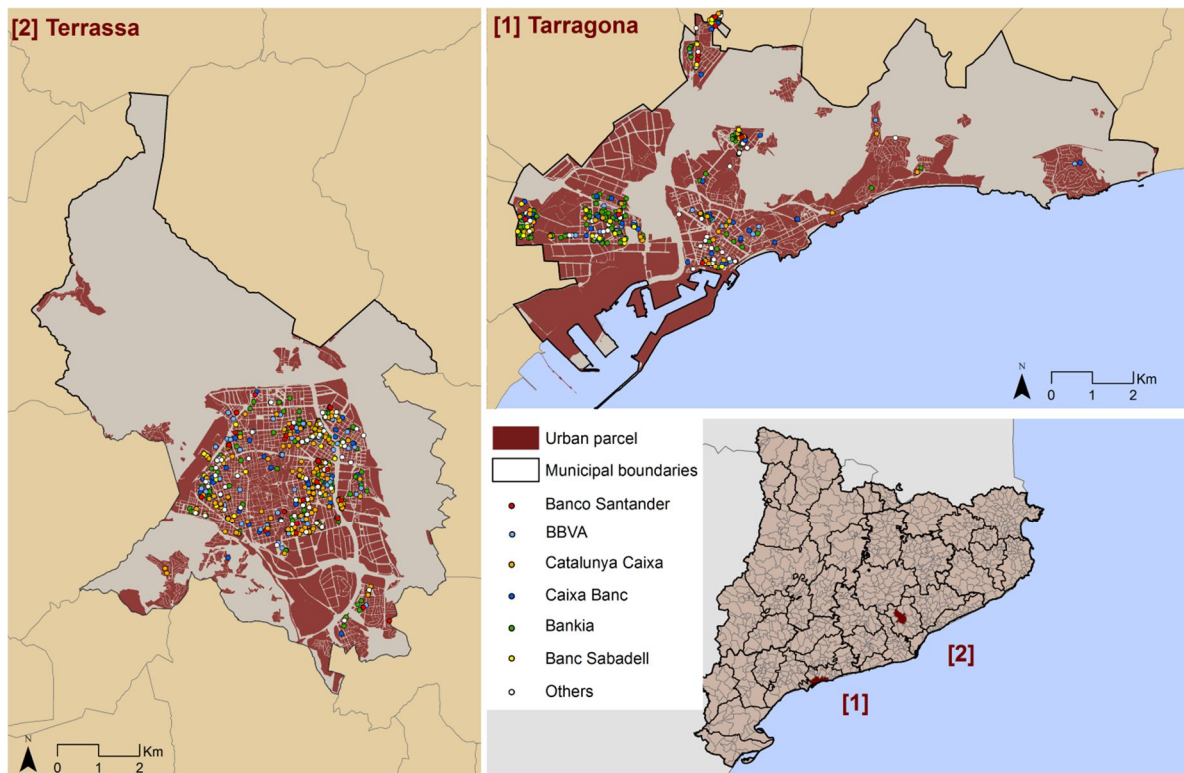 [2] Terrassa
[1] Tarragona
N
0 1 2 Km
Urban parcel
Municipal boundaries
Banco Santander
BBVA
Catalunya Caixa
Caixa Banc
Bankia
Banc Sabadell
Others
[2]
[1]
N
0 1 2 Km